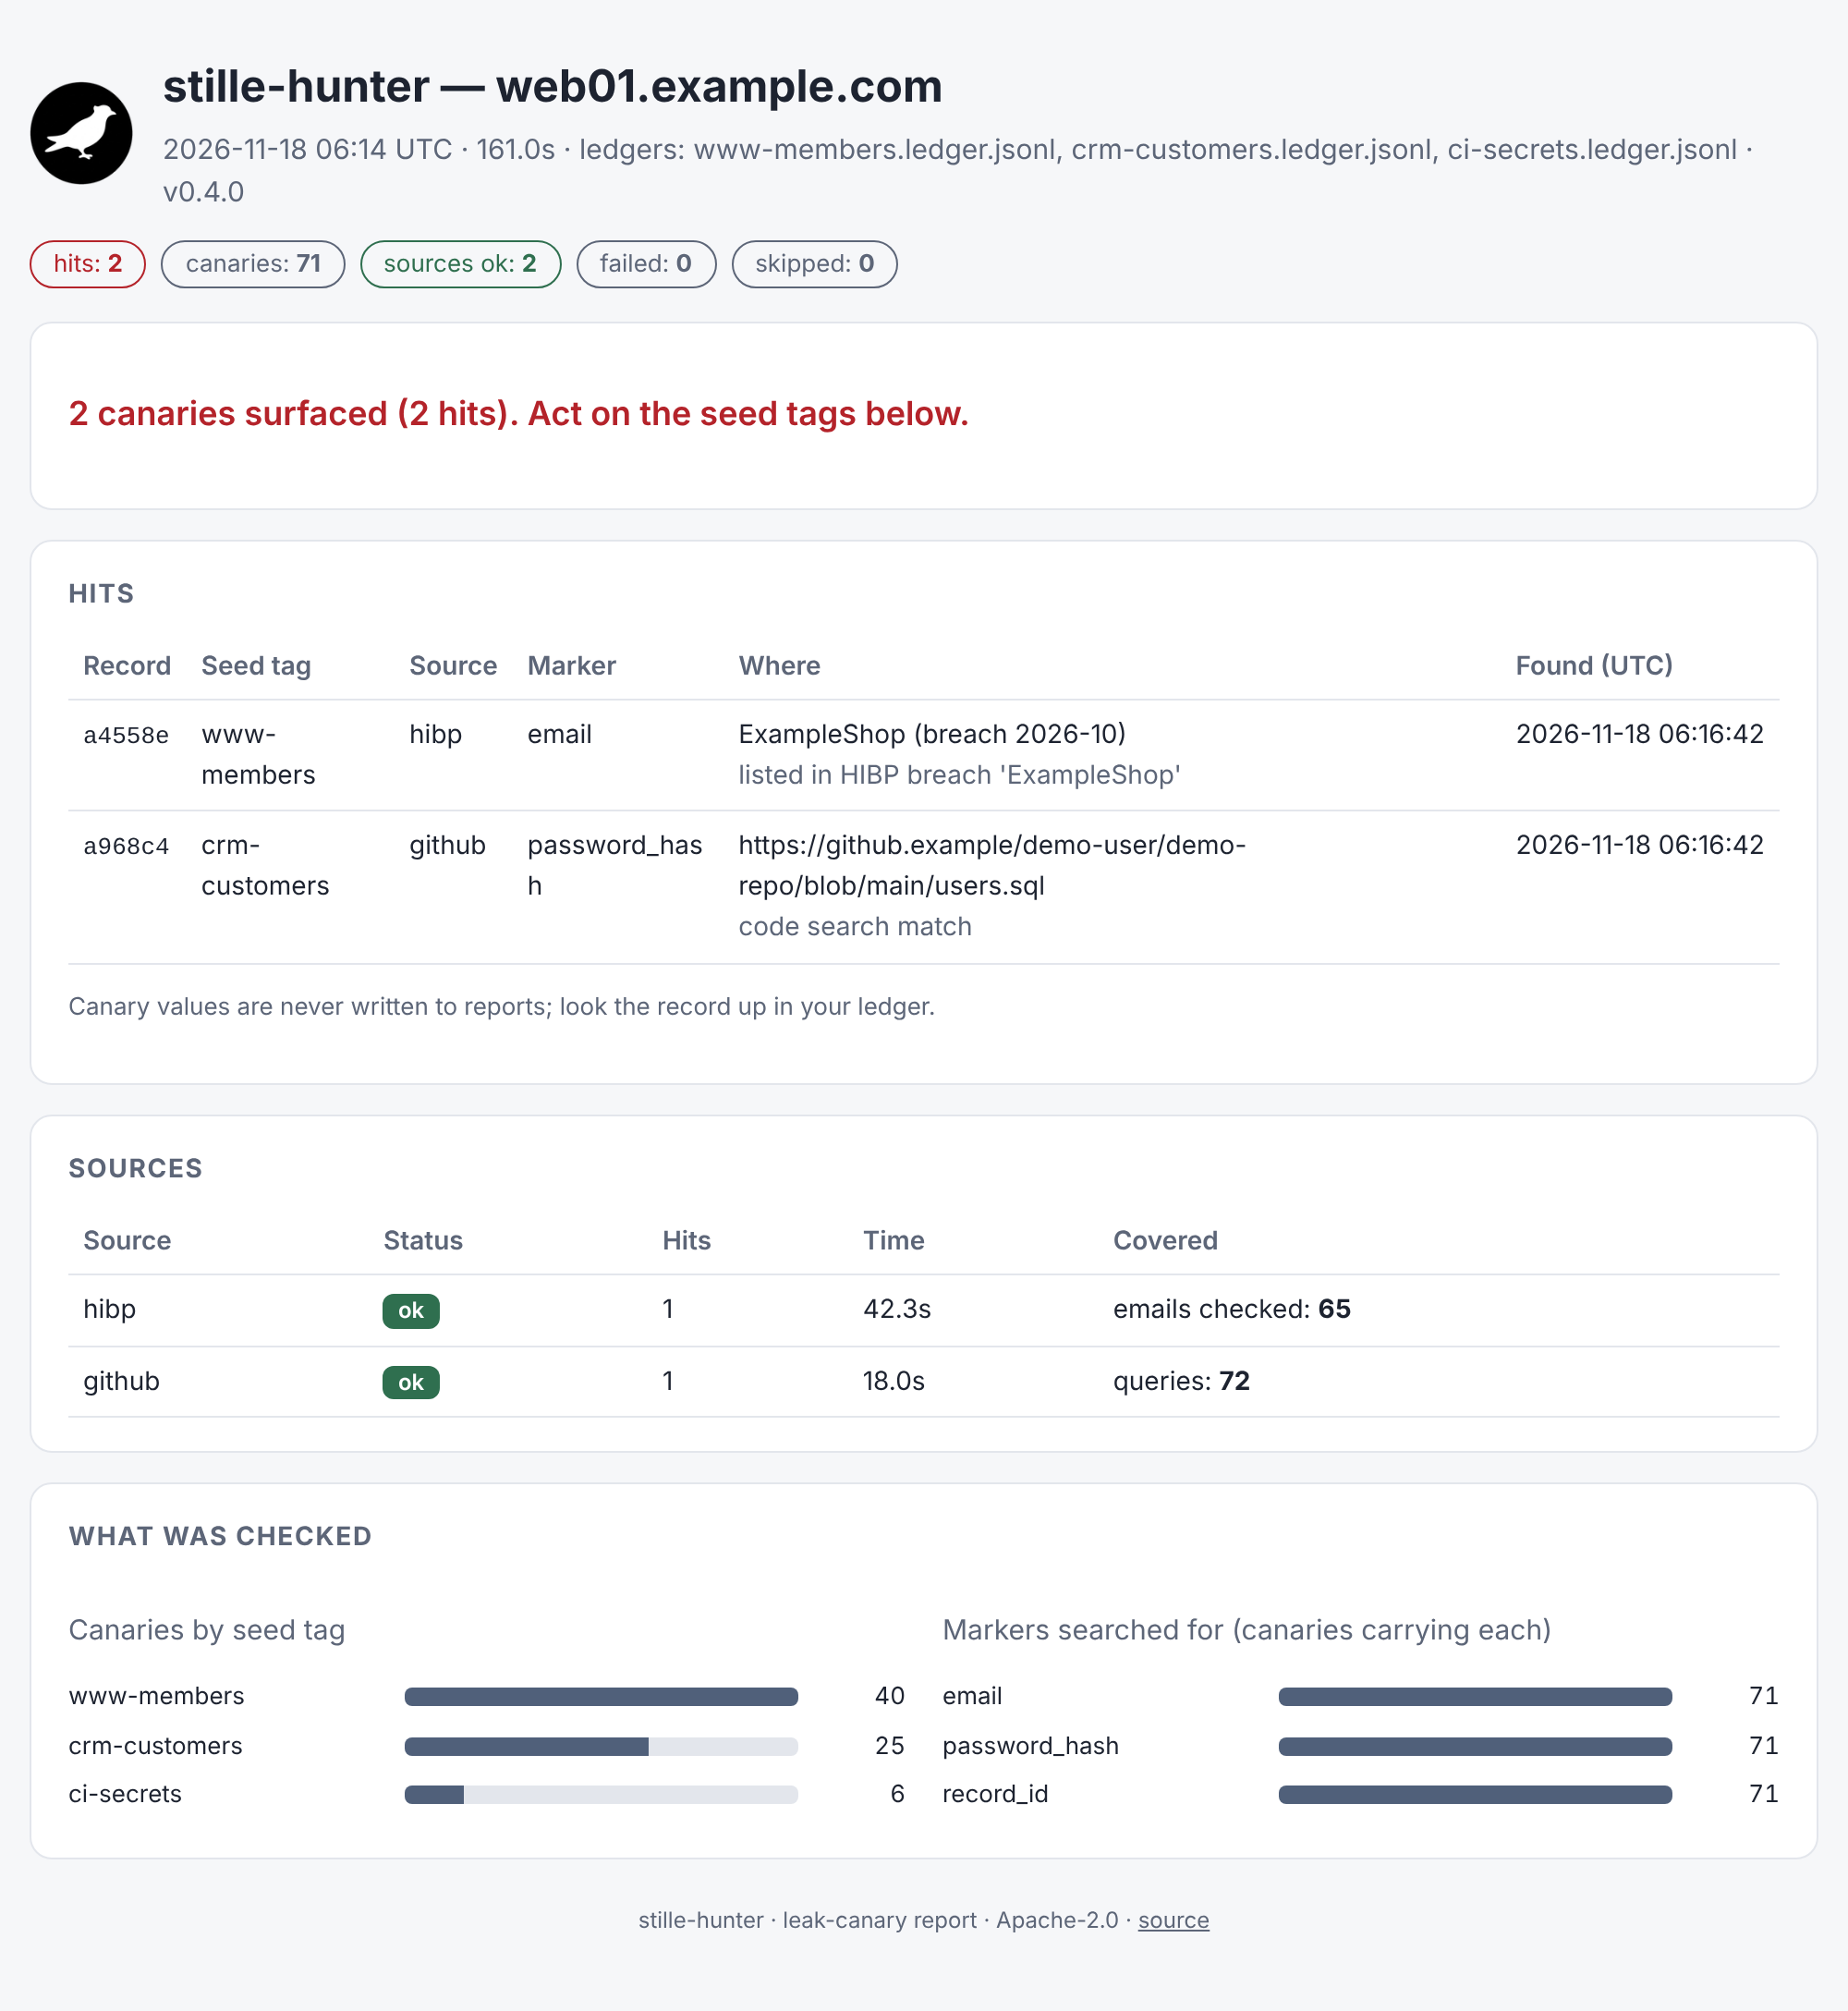 stille-hunter — web01.example.com
2026-11-18 06:14 UTC · 161.0s · ledgers: www-members.ledger.jsonl, crm-customers.ledger.jsonl, ci-secrets.ledger.jsonl ·
v0.4.0
hits: 2 canaries: 71 sources ok: 2 failed: 0 skipped: 0
2 canaries surfaced (2 hits). Act on the seed tags below.
HITS
Record Seed tag Source Marker Where Found (UTC)
a4558e www- hibp email ExampleShop (breach 2026-10) 2026-11-18 06:16:42
members listed in HIBP breach 'ExampleShop'
a968c4 crm- github password_has https://github.example/demo-user/demo- 2026-11-18 06:16:42
customers h repo/blob/main/users.sql
code search match
Canary values are never written to reports; look the record up in your ledger.
SOURCES
Source Status Hits Time Covered
hibp ok 1 42.3s emails checked: 65
github ok 1 18.0s queries: 72
WHAT WAS CHECKED
Canaries by seed tag Markers searched for (canaries carrying each)
www-members 40 email 71
crm-customers 25 password_hash 71
ci-secrets 6 record_id 71
stille-hunter · leak-canary report · Apache-2.0 · source